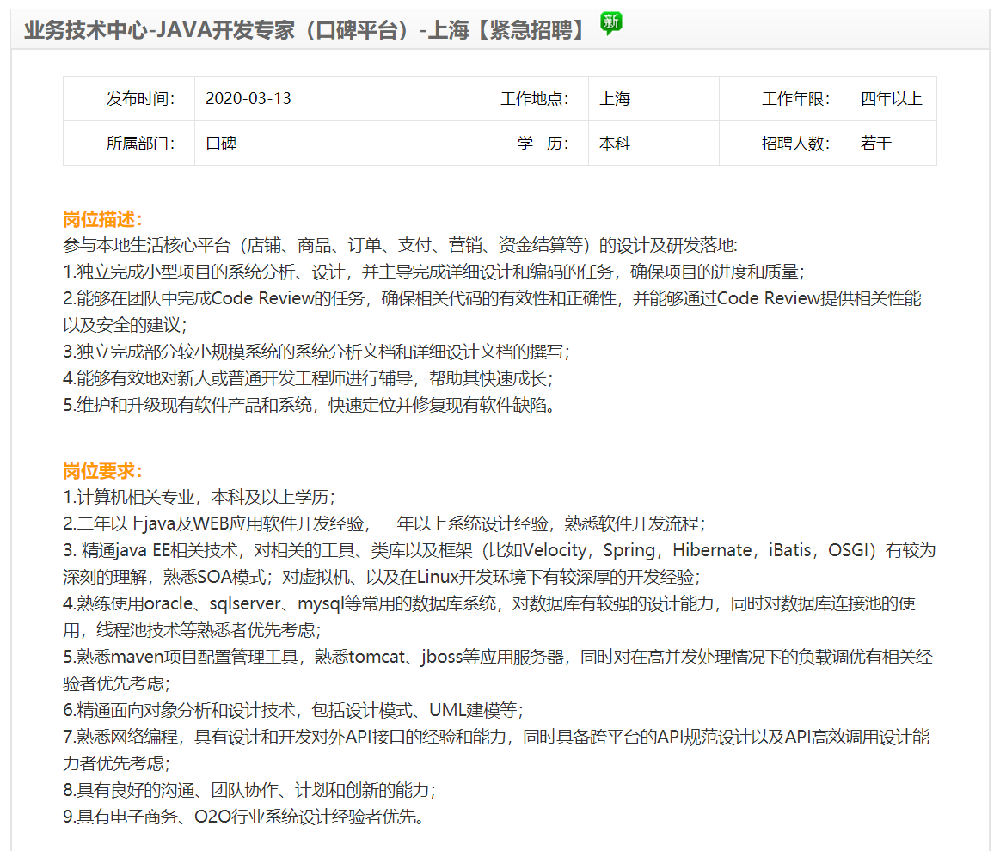 业务技术中心-JAVA开发专家（口碑平台）-上海【紧急招聘】 新
发布时间： 2020-03-13 工作地点： 上海 工作年限： 四年以上
所属部门： 口碑 学 历： 本科 招聘人数： 若干
岗位描述：
参与本地生活核心平台（店铺、商品、订单、支付、营销、资金结算等）的设计及研发落地:
1.独立完成小型项目的系统分析、设计，并主导完成详细设计和编码的任务，确保项目的进度和质量；
2.能够在团队中完成Code Review的任务，确保相关代码的有效性和正确性，并能够通过Code Review提供相关性能
以及安全的建议；
3.独立完成部分较小规模系统的系统分析文档和详细设计文档的撰写；
4.能够有效地对新人或普通开发工程师进行辅导，帮助其快速成长；
5.维护和升级现有软件产品和系统，快速定位并修复现有软件缺陷。
岗位要求：
1.计算机相关专业，本科及以上学历；
2.二年以上java及WEB应用软件开发经验，一年以上系统设计经验，熟悉软件开发流程；
3. 精通java EE相关技术，对相关的工具、类库以及框架（比如Velocity，Spring，Hibernate，iBatis，OSGI）有较为
深刻的理解，熟悉SOA模式；对虚拟机、以及在Linux开发环境下有较深厚的开发经验；
4.熟练使用oracle、sqlserver、mysql等常用的数据库系统，对数据库有较强的设计能力，同时对数据库连接池的使
用，线程池技术等熟悉者优先考虑；
5.熟悉maven项目配置管理工具，熟悉tomcat、jboss等应用服务器，同时对在高并发处理情况下的负载调优有相关经
验者优先考虑；
6.精通面向对象分析和设计技术，包括设计模式、UML建模等；
7.熟悉网络编程，具有设计和开发对外API接口的经验和能力，同时具备跨平台的API规范设计以及API高效调用设计能
力者优先考虑；
8.具有良好的沟通、团队协作、计划和创新的能力；
9.具有电子商务、O2O行业系统设计经验者优先。